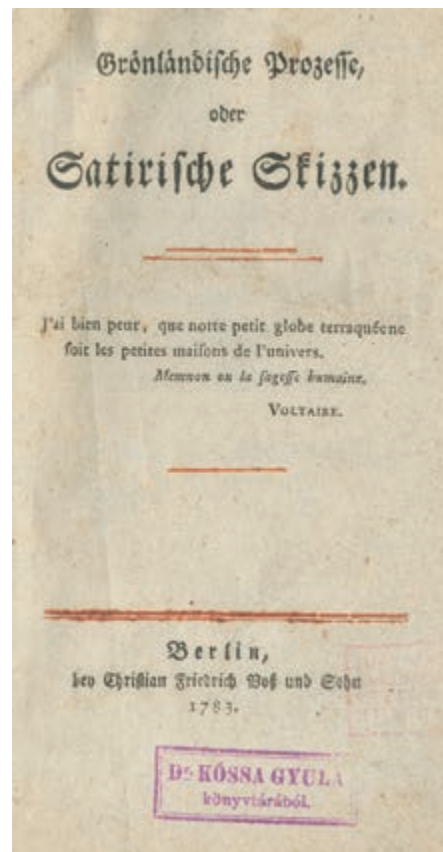 Grönländische Prozesse,
oder
Satirische Skizzen.
J'ai bien peur, que notre petit globe terraquéene
soit les petites maisons de l'univers.
Memnon ou la sagesse humaine.
VOLTAIRE.
Berlin,
bey Christian Friedrich Voß und Sohn
1783.
Dr. KÓSSA GYULA
könyvtárából.